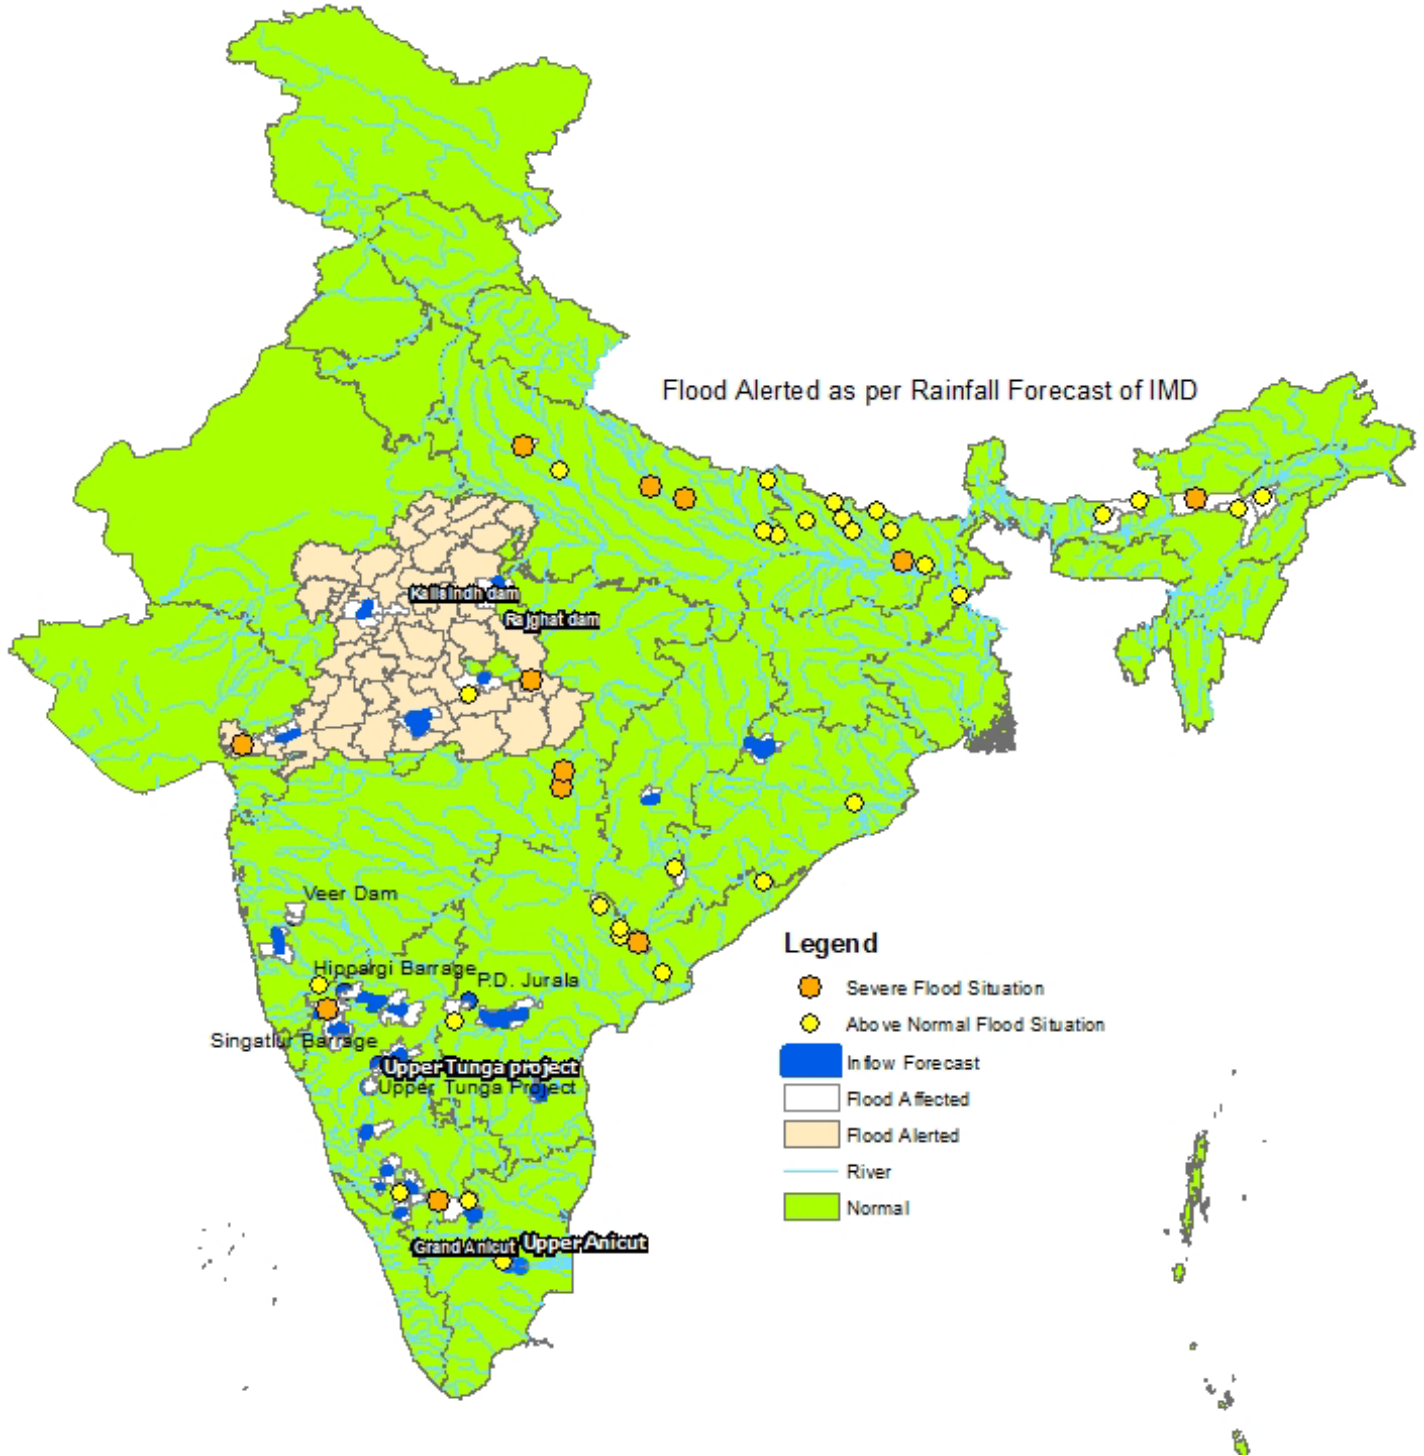 Flood Alerted as per Rainfall Forecast of IMD
Kalisindh dam
Rajghat dam
Veer Dam
Hippargi Barrage
P.D. Jurala
Singatlur Barrage
Upper Tunga project
Upper Tunga Project
Grand Anicut
Upper Anicut
Legend
Severe Flood Situation
Above Normal Flood Situation
Inflow Forecast
Flood Affected
Flood Alerted
River
Normal